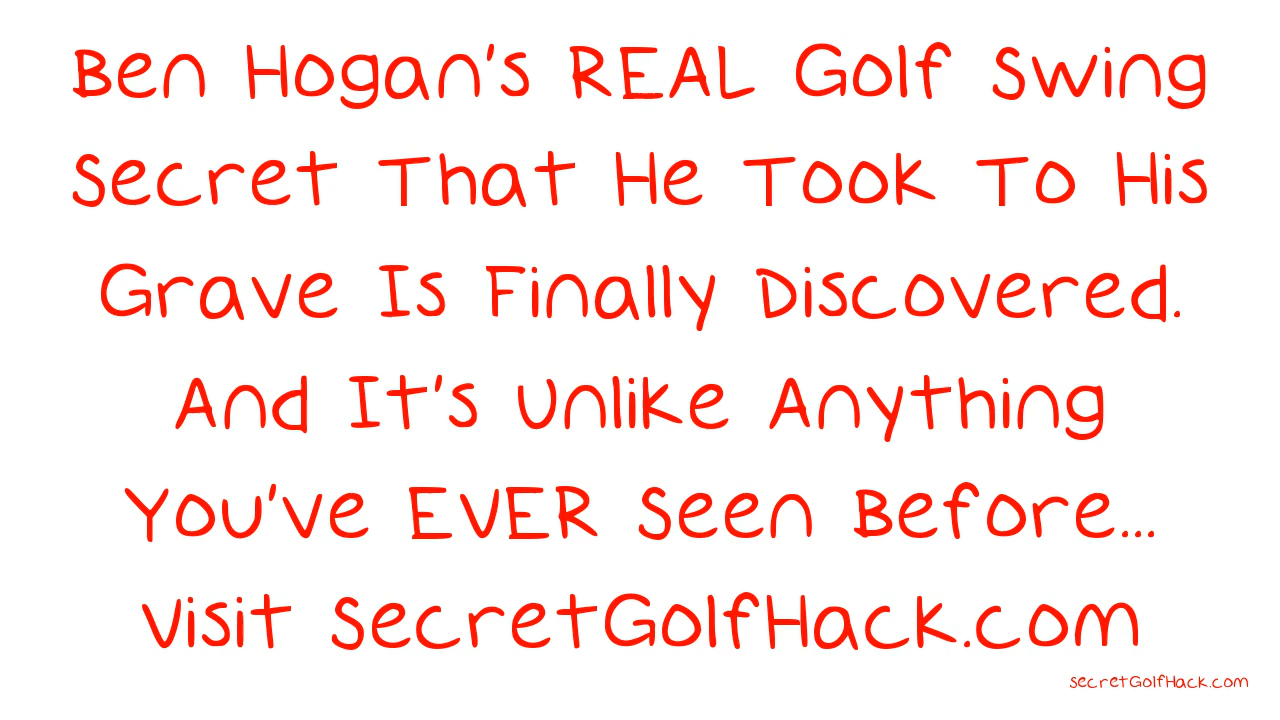 Ben Hogan's REAL Golf Swing
Secret That He Took To His
Grave Is Finally Discovered.
And It's Unlike Anything
You've EVER Seen Before...
Visit SecretGolfHack.com
secretGolfHack.com